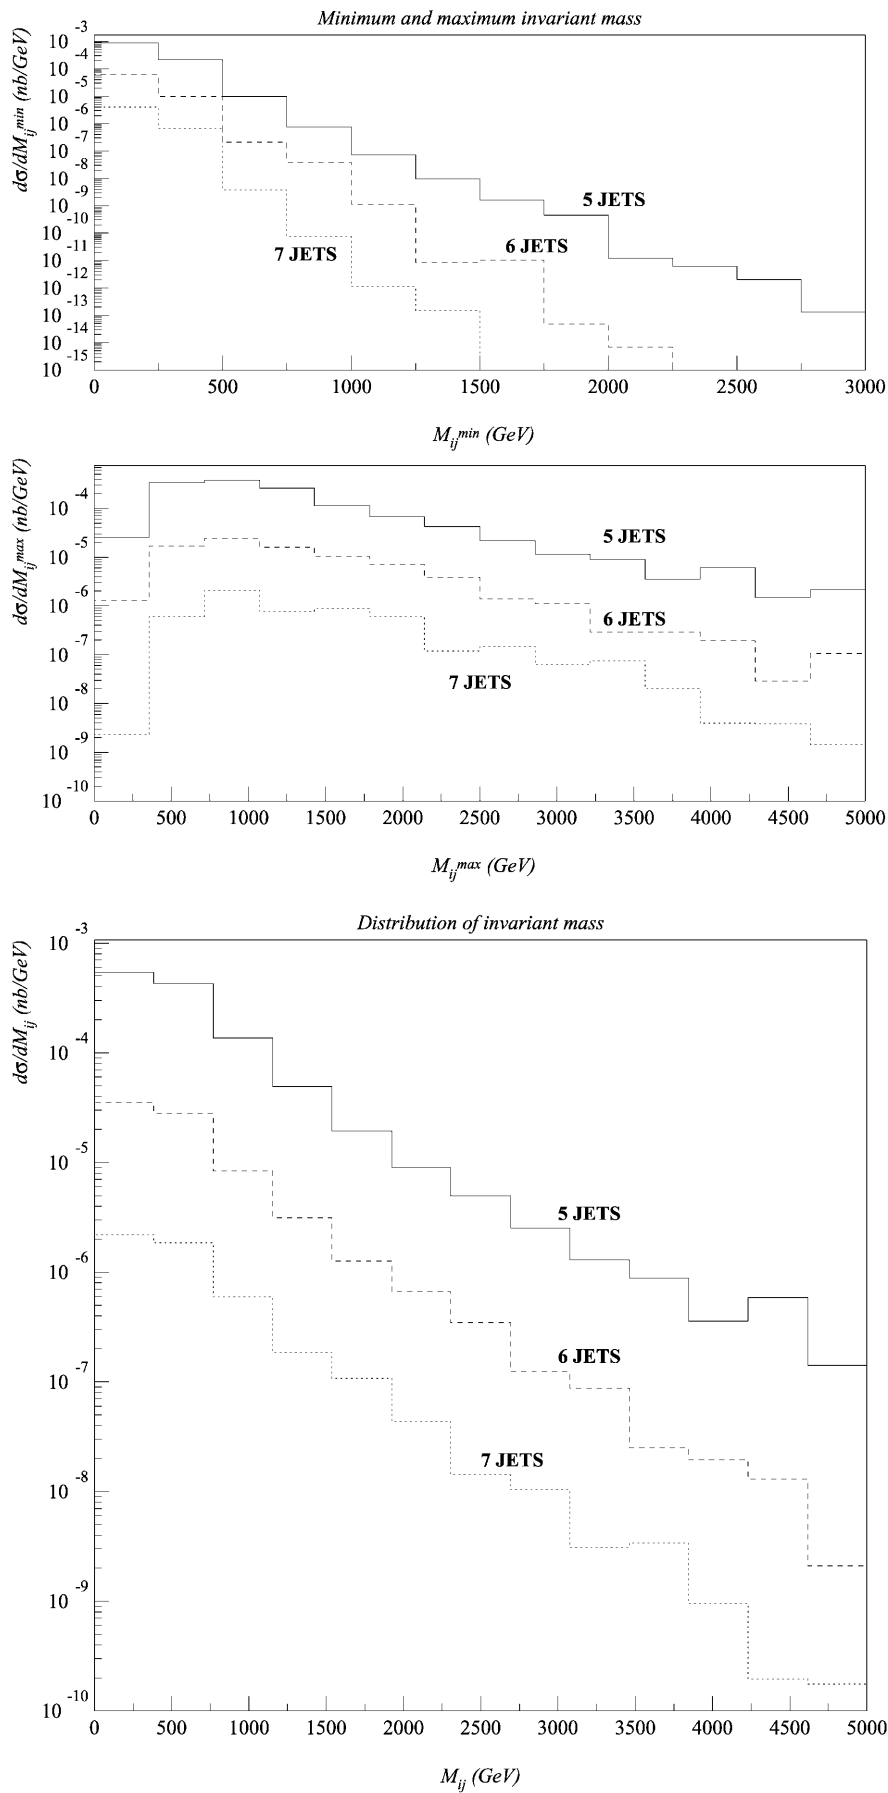 Minimum and maximum invariant mass
dσ/dM_ij^min (nb/GeV)
10^-3
10^-4
10^-5
10^-6
10^-7
10^-8
10^-9
10^-10
10^-11
10^-12
10^-13
10^-14
10^-15
5 JETS
6 JETS
7 JETS
0 500 1000 1500 2000 2500 3000
M_ij^min (GeV)
dσ/dM_ij^max (nb/GeV)
10^-4
10^-5
10^-6
10^-7
10^-8
10^-9
10^-10
5 JETS
6 JETS
7 JETS
0 500 1000 1500 2000 2500 3000 3500 4000 4500 5000
M_ij^max (GeV)
Distribution of invariant mass
dσ/dM_ij (nb/GeV)
10^-3
10^-4
10^-5
10^-6
10^-7
10^-8
10^-9
10^-10
5 JETS
6 JETS
7 JETS
0 500 1000 1500 2000 2500 3000 3500 4000 4500 5000
M_ij (GeV)